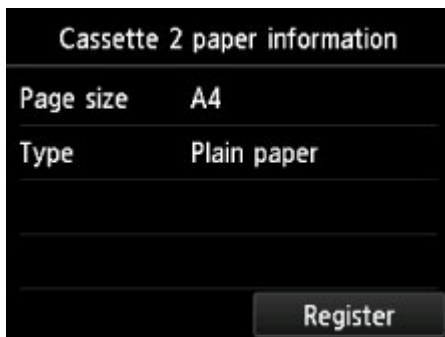 Cassette 2 paper information
Page size A4
Type Plain paper
Register